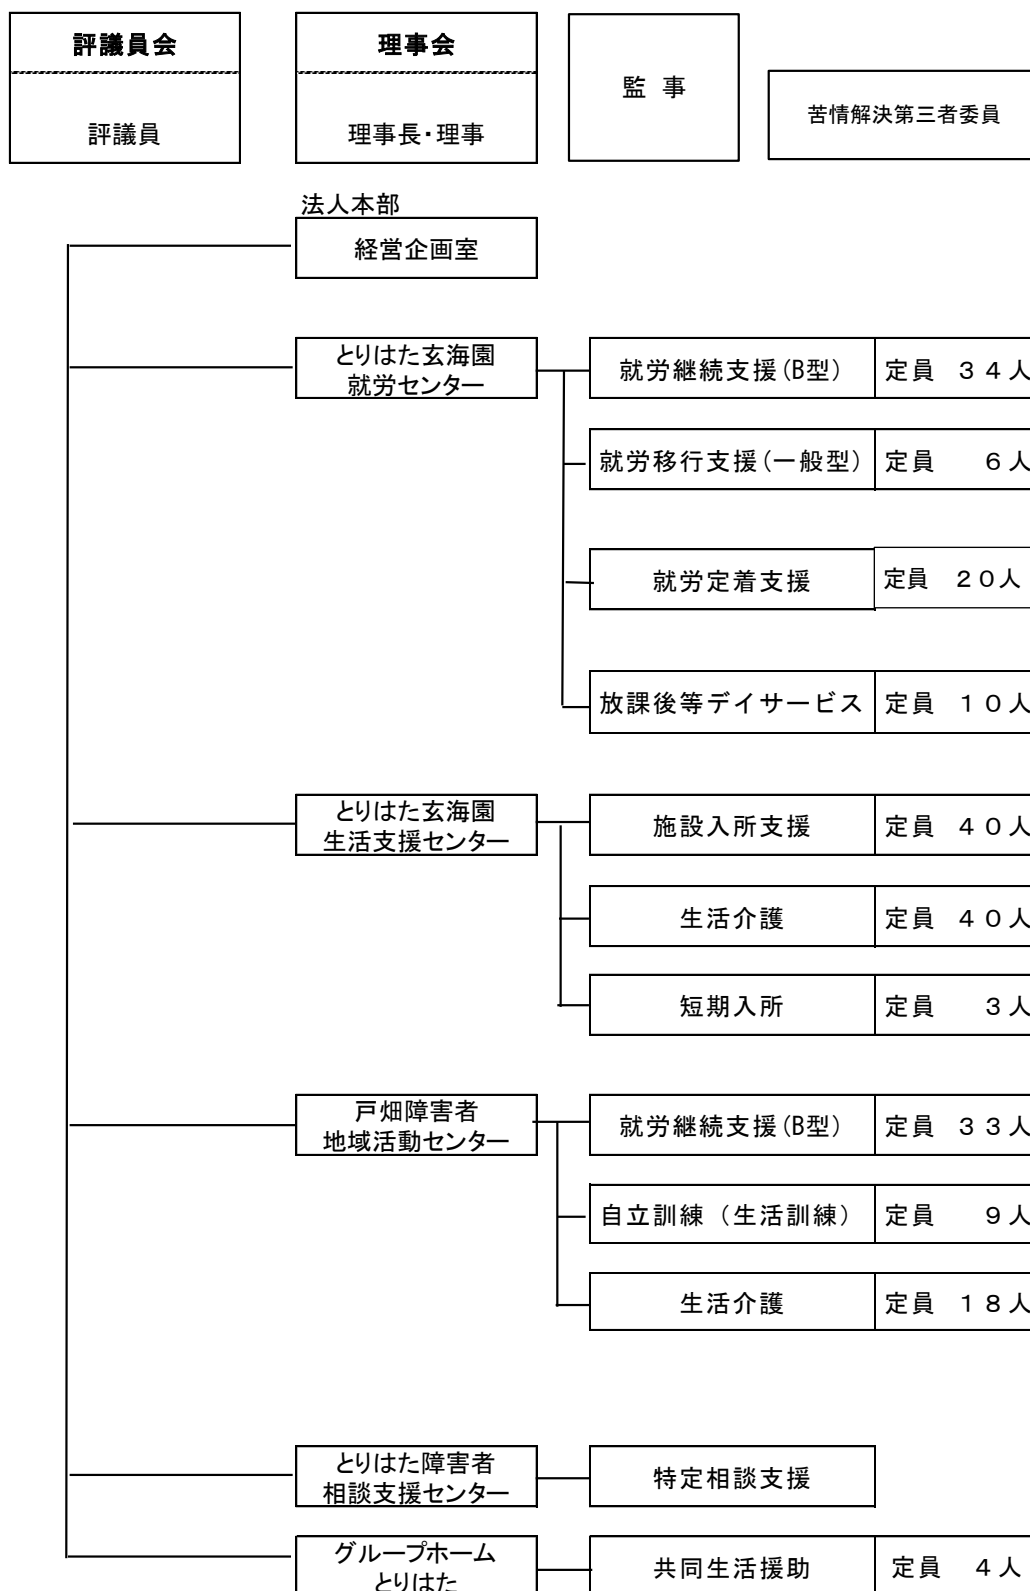 評議員会
評議員
理事会
理事長・理事
監 事
苦情解決第三者委員
法人本部
経営企画室
とりはた玄海園
就労センター
就労継続支援(B型) 定員 34人
就労移行支援(一般型) 定員 6人
就労定着支援 定員 20人
放課後等デイサービス 定員 10人
とりはた玄海園
生活支援センター
施設入所支援 定員 40人
生活介護 定員 40人
短期入所 定員 3人
戸畑障害者
地域活動センター
就労継続支援(B型) 定員 33人
自立訓練（生活訓練） 定員 9人
生活介護 定員 18人
とりはた障害者
相談支援センター
特定相談支援
グループホーム
とりはた
共同生活援助 定員 4人